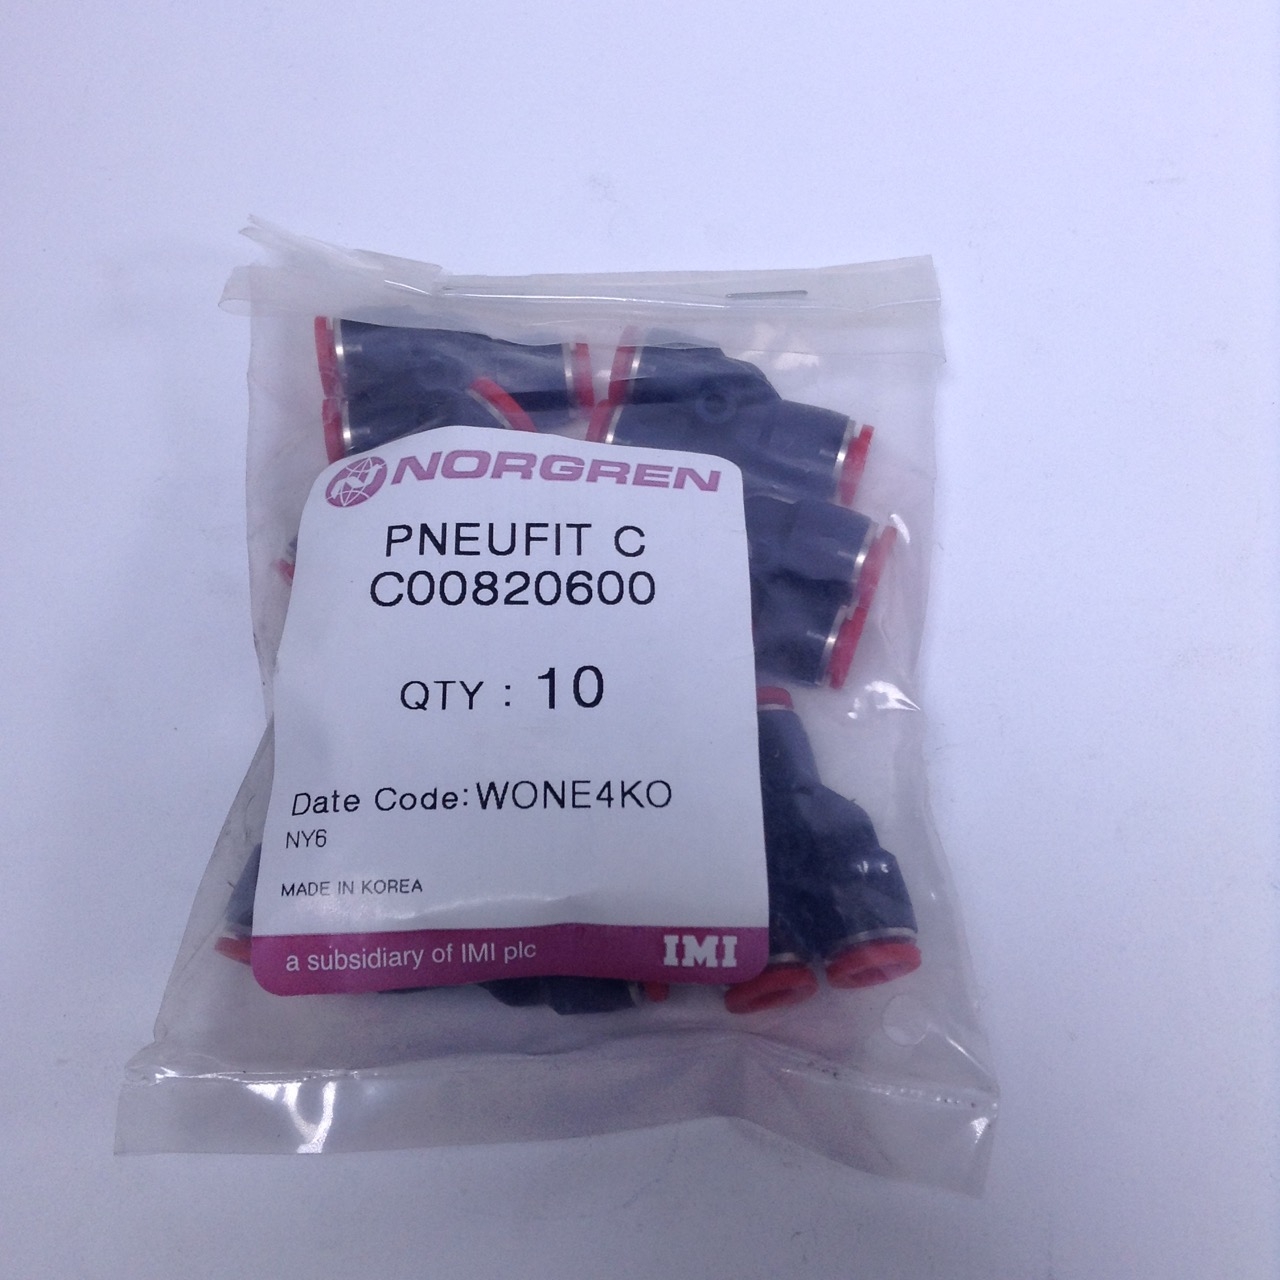 NORGREN
PNEUFIT C
C00820600
QTY : 10
Date Code: WONE4KO
NY6
MADE IN KOREA
a subsidiary of IMI plc IMI